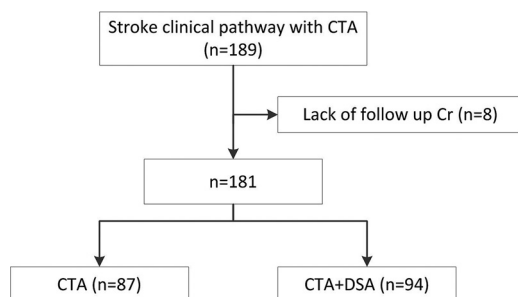 Stroke clinical pathway with CTA
(n=189)
Lack of follow up Cr (n=8)
n=181
CTA (n=87)
CTA+DSA (n=94)